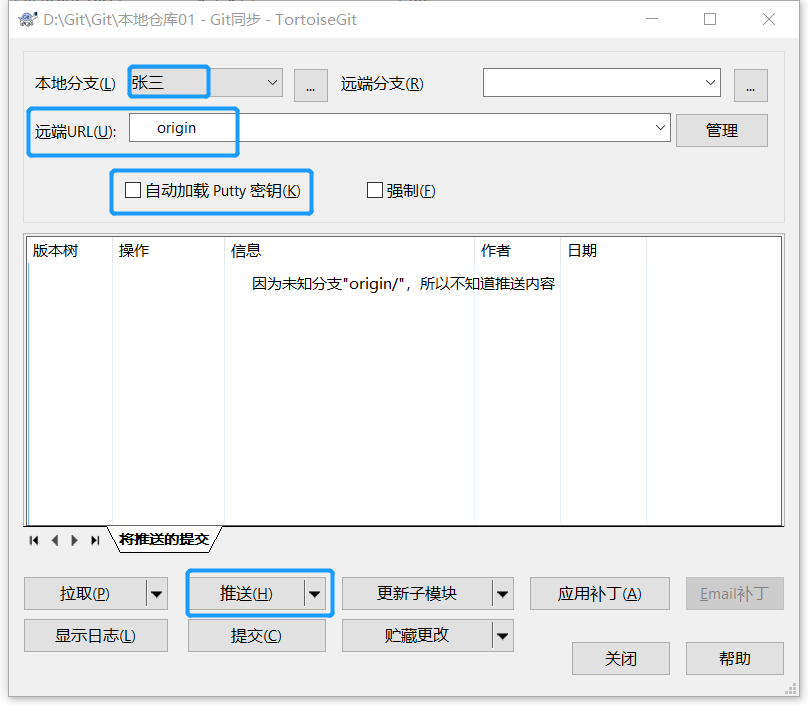 D:\Git\Git\本地仓库01 - Git同步 - TortoiseGit
本地分支(L) 张三 ... 远端分支(R) ...
远端URL(U): origin 管理
自动加载 Putty 密钥(K) 强制(F)
版本树 操作 信息 作者 日期
因为未知分支"origin/"，所以不知道推送内容
将推送的提交
拉取(P) 推送(H) 更新子模块 应用补丁(A) Email补丁
显示日志(L) 提交(C) 贮藏更改
关闭 帮助